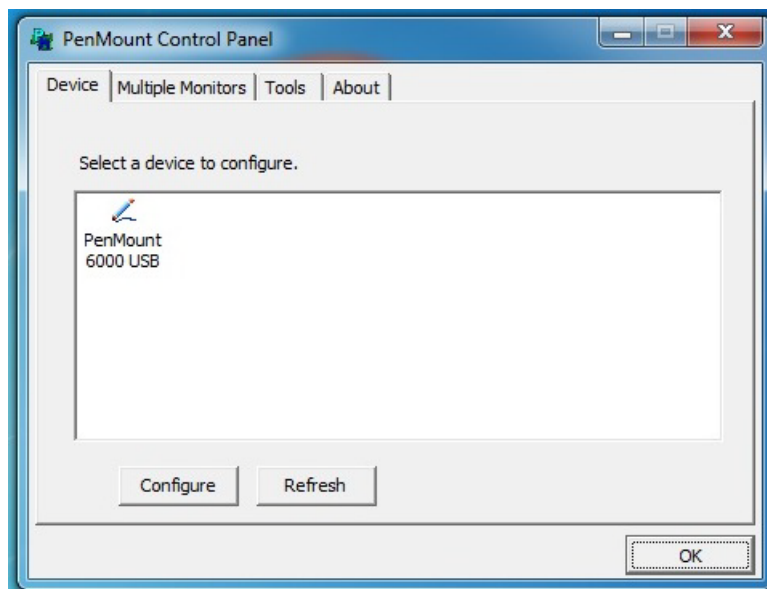 PenMount Control Panel
Device Multiple Monitors Tools About
Select a device to configure.
PenMount
6000 USB
Configure Refresh
OK